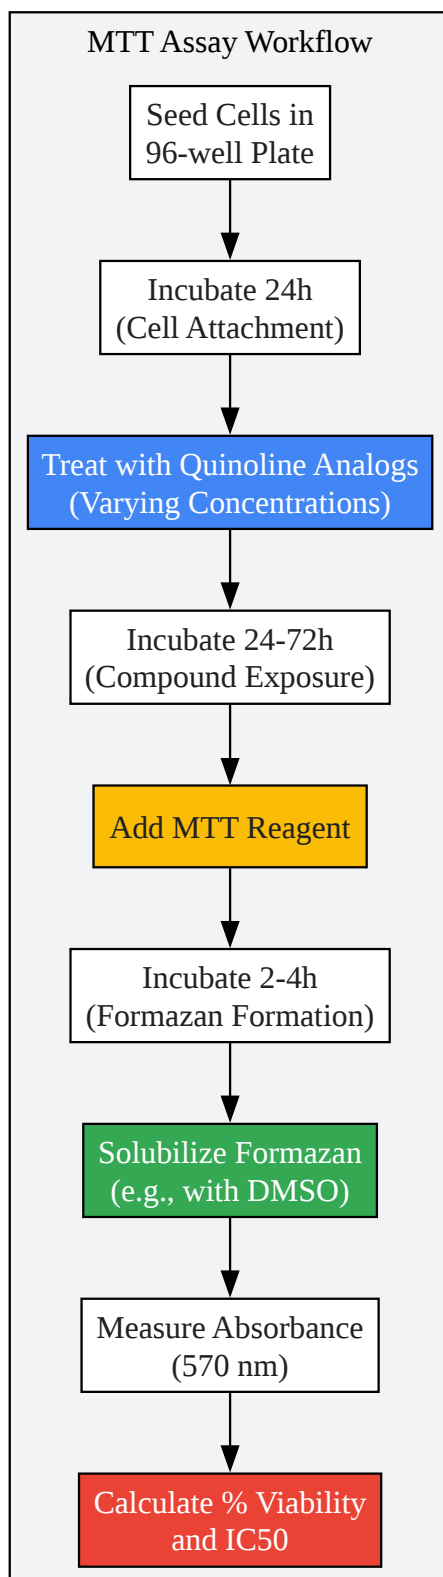 MTT Assay Workflow
Seed Cells in
96-well Plate
Incubate 24h
(Cell Attachment)
Treat with Quinoline Analogs
(Varying Concentrations)
Incubate 24-72h
(Compound Exposure)
Add MTT Reagent
Incubate 2-4h
(Formazan Formation)
Solubilize Formazan
(e.g., with DMSO)
Measure Absorbance
(570 nm)
Calculate % Viability
and IC50